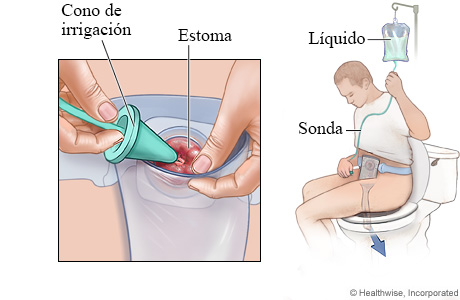 Cono de
irrigación
Estoma
Líquido
Sonda
© Healthwise, Incorporated